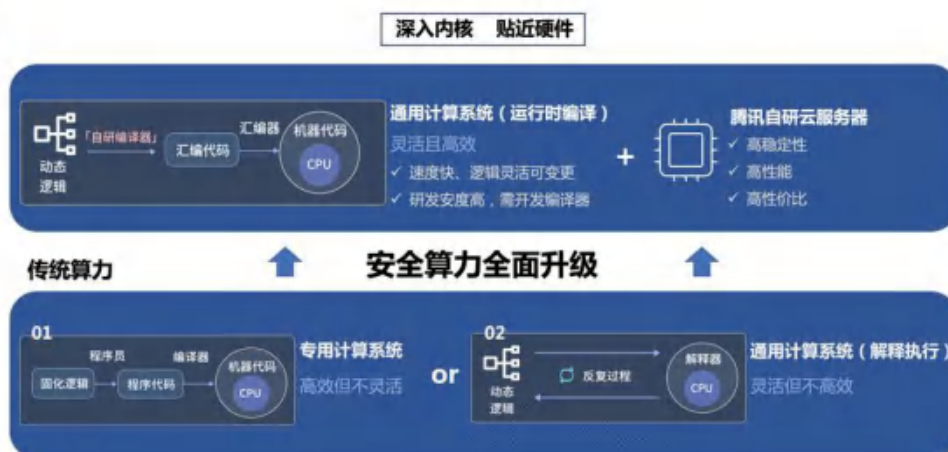 深入内核 贴近硬件
动态
逻辑
「自研编译器」
汇编代码
汇编器
机器代码
CPU
通用计算系统（运行时编译）
灵活且高效
✓ 速度快、逻辑灵活可变更
✓ 研发安度高，需开发编译器
+
腾讯自研云服务器
✓ 高稳定性
✓ 高性能
✓ 高性价比
传统算力
安全算力全面升级
01
固化逻辑
程序员
程序代码
编译器
机器代码
CPU
专用计算系统
高效但不灵活
or
02
动态
逻辑
反复过程
解释器
CPU
通用计算系统（解释执行）
灵活但不高效